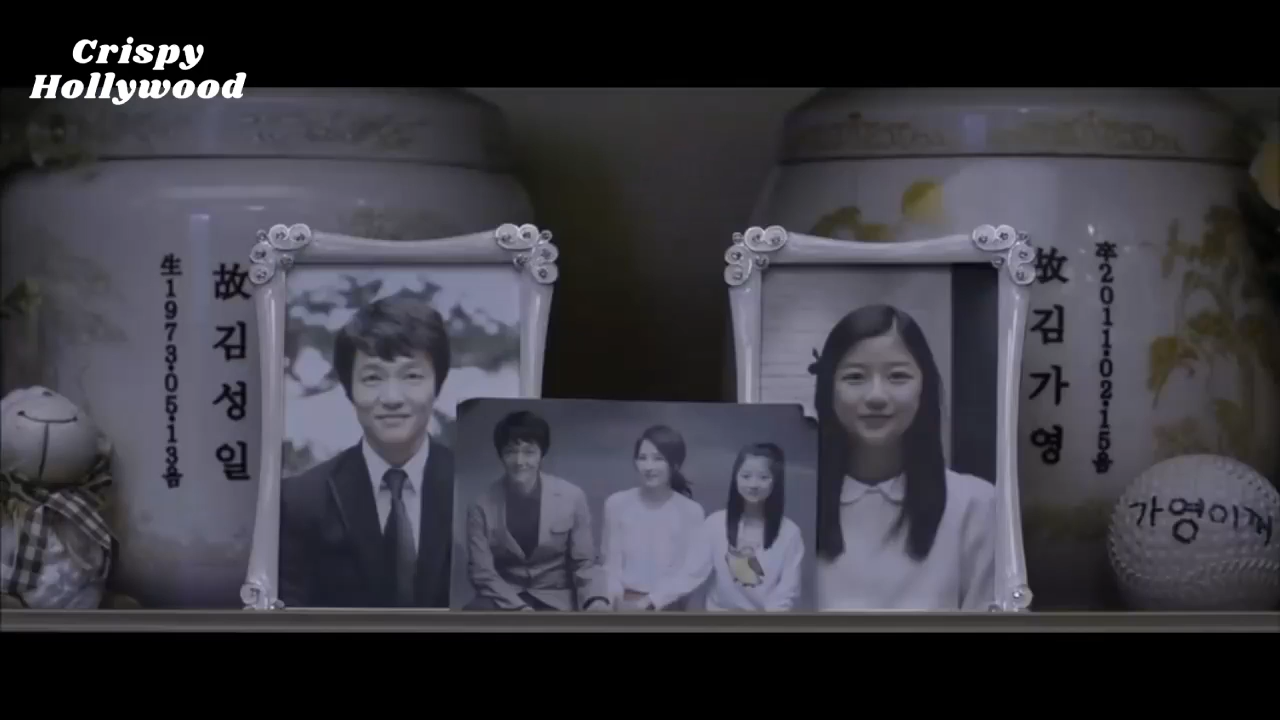 Crispy
Hollywood
生1973·05·13음
故김성일
故김가영
卒2011·02·15음
가영이꺼